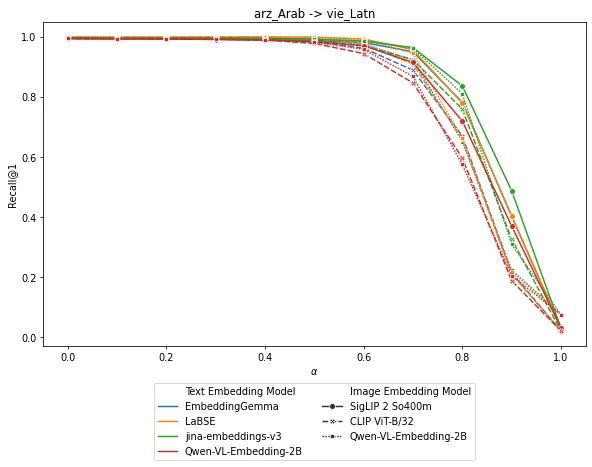 arz_Arab -> vie_Latn
Recall@1
1.0
0.8
0.6
0.4
0.2
0.0
0.0 0.2 0.4 0.6 0.8 1.0
α
Text Embedding Model Image Embedding Model
EmbeddingGemma SigLIP 2 So400m
LaBSE CLIP ViT-B/32
jina-embeddings-v3 Qwen-VL-Embedding-2B
Qwen-VL-Embedding-2B